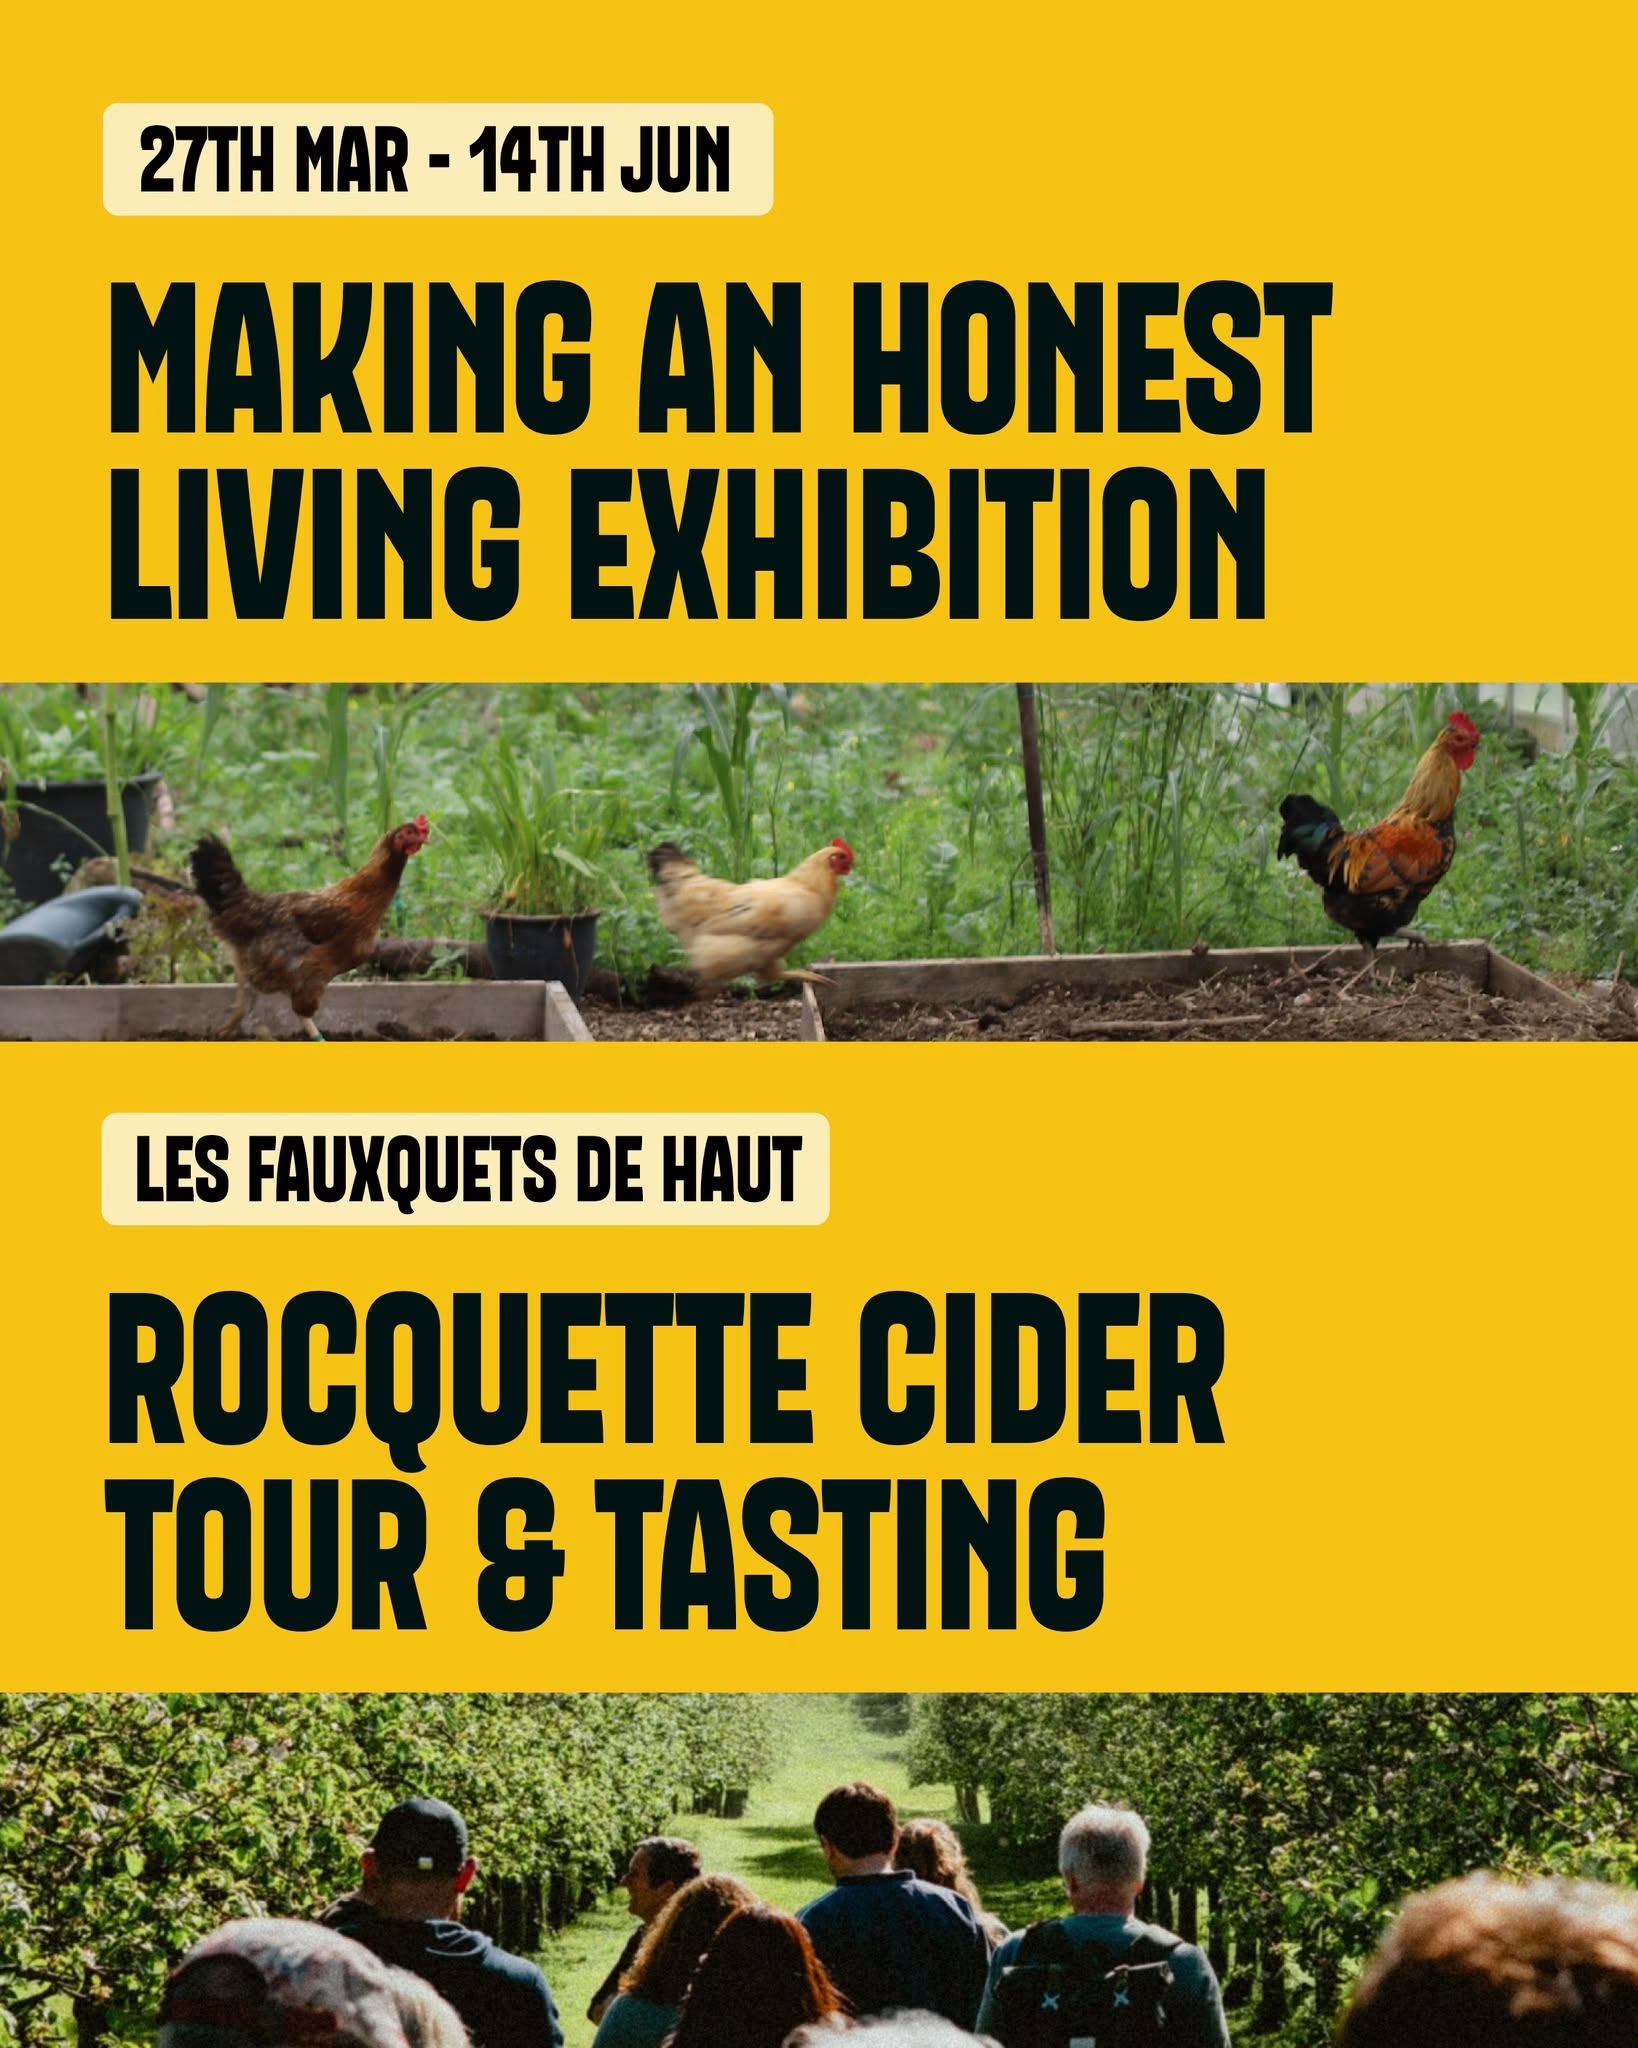 27TH MAR - 14TH JUN
MAKING AN HONEST
LIVING EXHIBITION
LES FAUXQUETS DE HAUT
ROCQUETTE CIDER
TOUR & TASTING